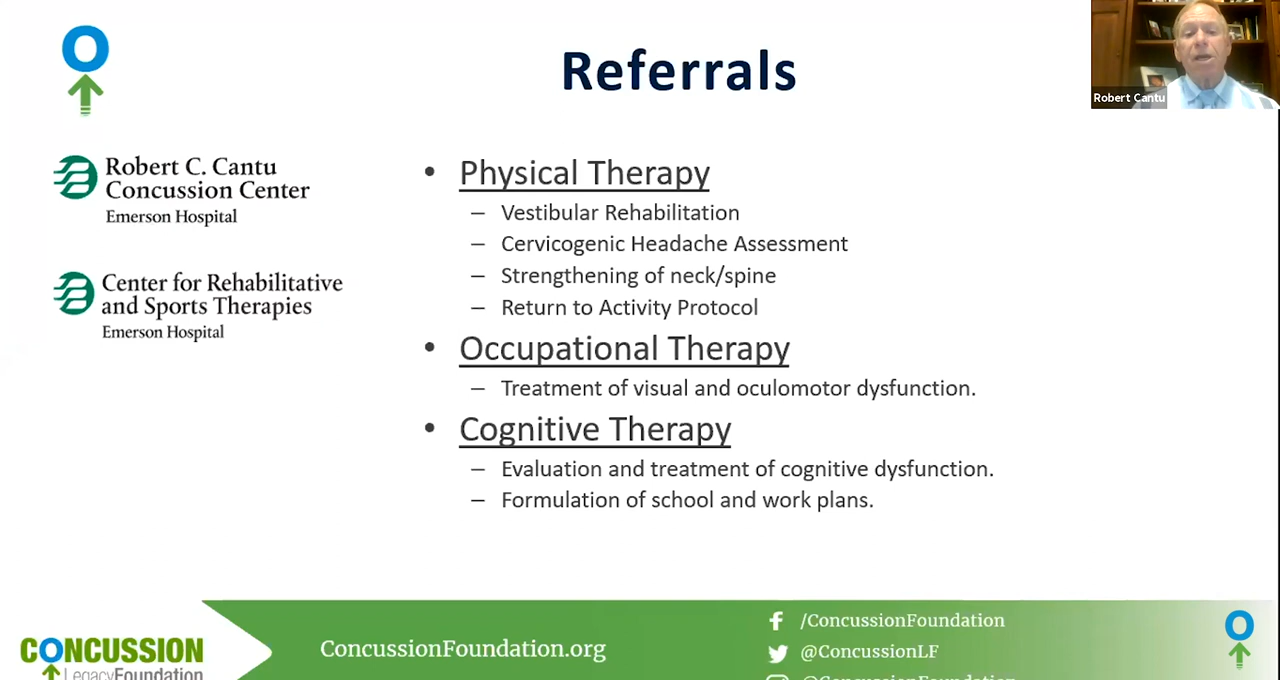 Referrals
Robert Cantu
Robert C. Cantu
Concussion Center
Emerson Hospital
Center for Rehabilitative
and Sports Therapies
Emerson Hospital
• Physical Therapy
– Vestibular Rehabilitation
– Cervicogenic Headache Assessment
– Strengthening of neck/spine
– Return to Activity Protocol
• Occupational Therapy
– Treatment of visual and oculomotor dysfunction.
• Cognitive Therapy
– Evaluation and treatment of cognitive dysfunction.
– Formulation of school and work plans.
CONCUSSION
LegacyFoundation
ConcussionFoundation.org
/ConcussionFoundation
@ConcussionLF
@ConcussionFoundation